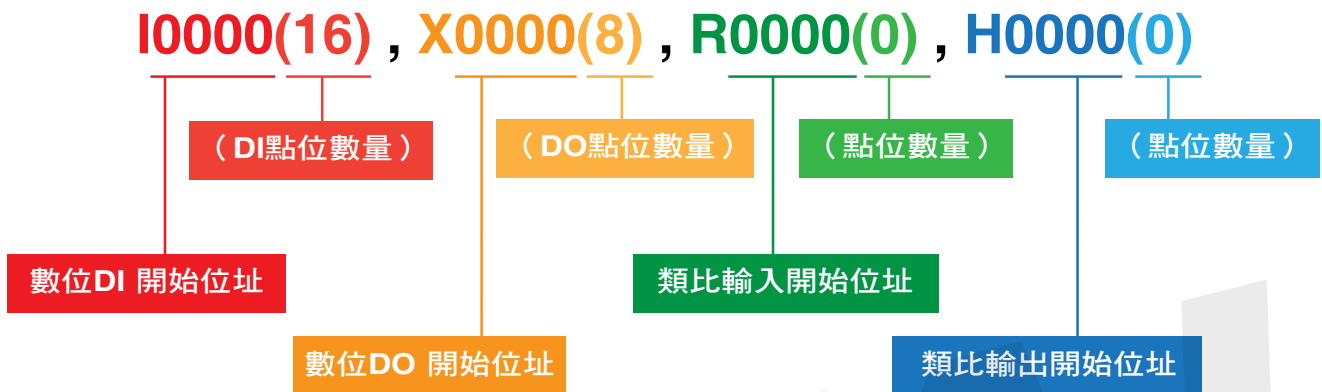 I0000(16) , X0000(8) , R0000(0) , H0000(0)
（DI點位數量）
（DO點位數量）
（點位數量）
（點位數量）
數位DI 開始位址
類比輸入開始位址
數位DO 開始位址
類比輸出開始位址